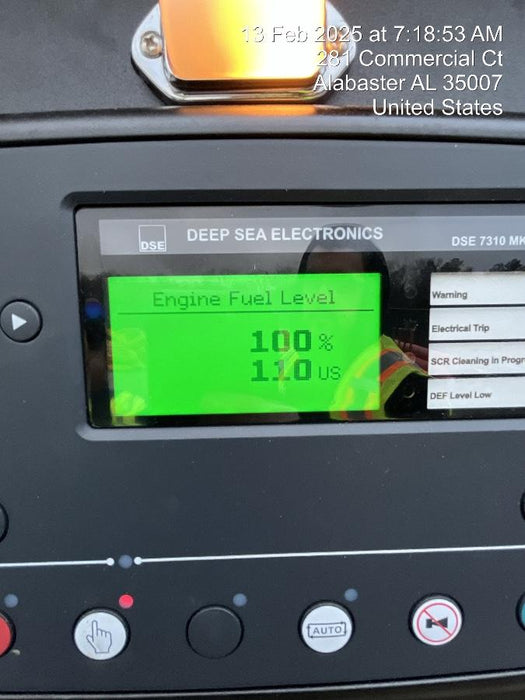 13 Feb 2025 at 7:18:53 AM
281 Commercial Ct
Alabaster AL 35007
United States
DSE
DEEP SEA ELECTRONICS
DSE 7310 MK
Engine Fuel Level
100 %
110 US
Warning
Electrical Trip
SCR Cleaning in Progr
DEF Level Low
AUTO